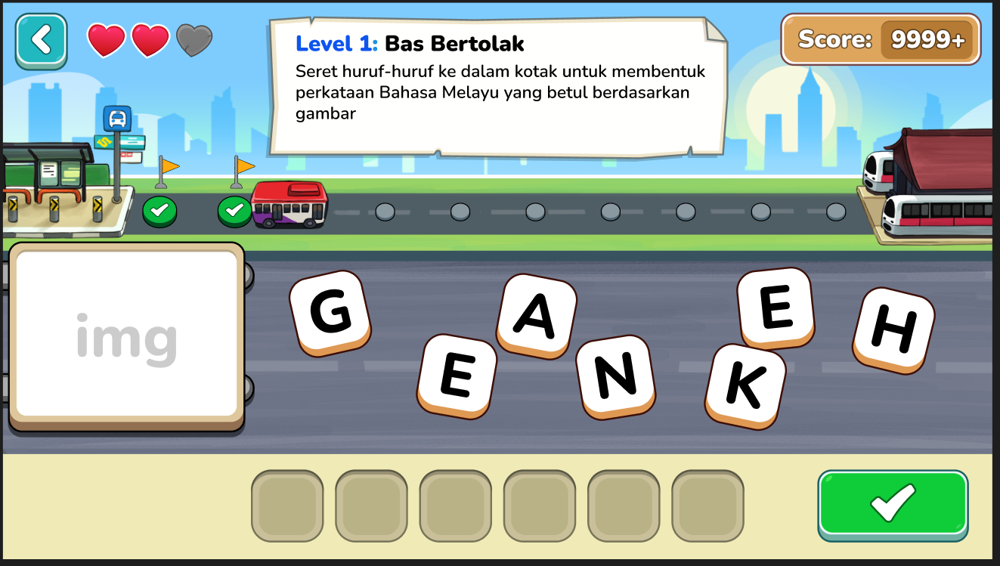 Level 1: Bas Bertolak
Seret huruf-huruf ke dalam kotak untuk membentuk
perkataan Bahasa Melayu yang betul berdasarkan
gambar
Score: 9999+
img
G
A
E
H
E
N
K